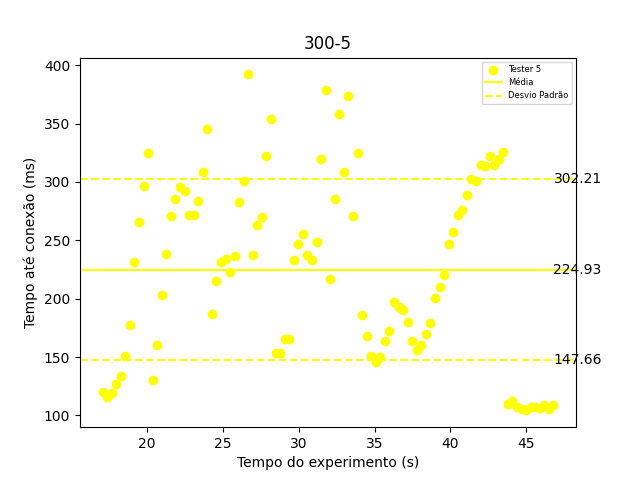 300-5
Tester 5
Média
Desvio Padrão
400
350
300
250
200
150
100
302.21
224.93
147.66
Tempo até conexão (ms)
20 25 30 35 40 45
Tempo do experimento (s)